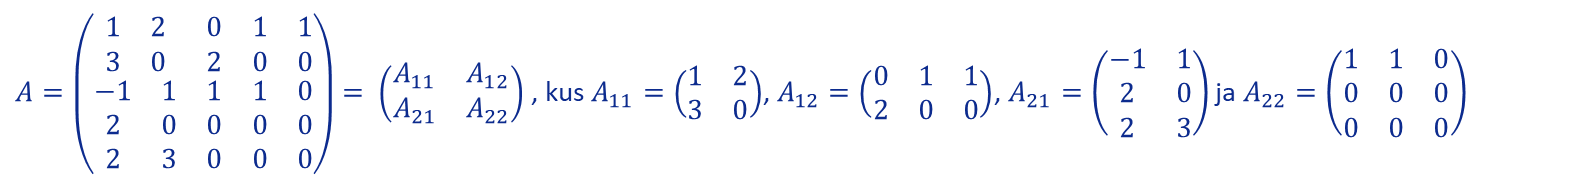 A = (1 2 0 1 1
3 0 2 0 0
−1 1 1 1 0
2 0 0 0 0
2 3 0 0 0) = (A₁₁ A₁₂
A₂₁ A₂₂) , kus A₁₁ = (1 2
3 0), A₁₂ = (0 1 1
2 0 0), A₂₁ = (−1 1
2 0
2 3) ja A₂₂ = (1 1 0
0 0 0
0 0 0)